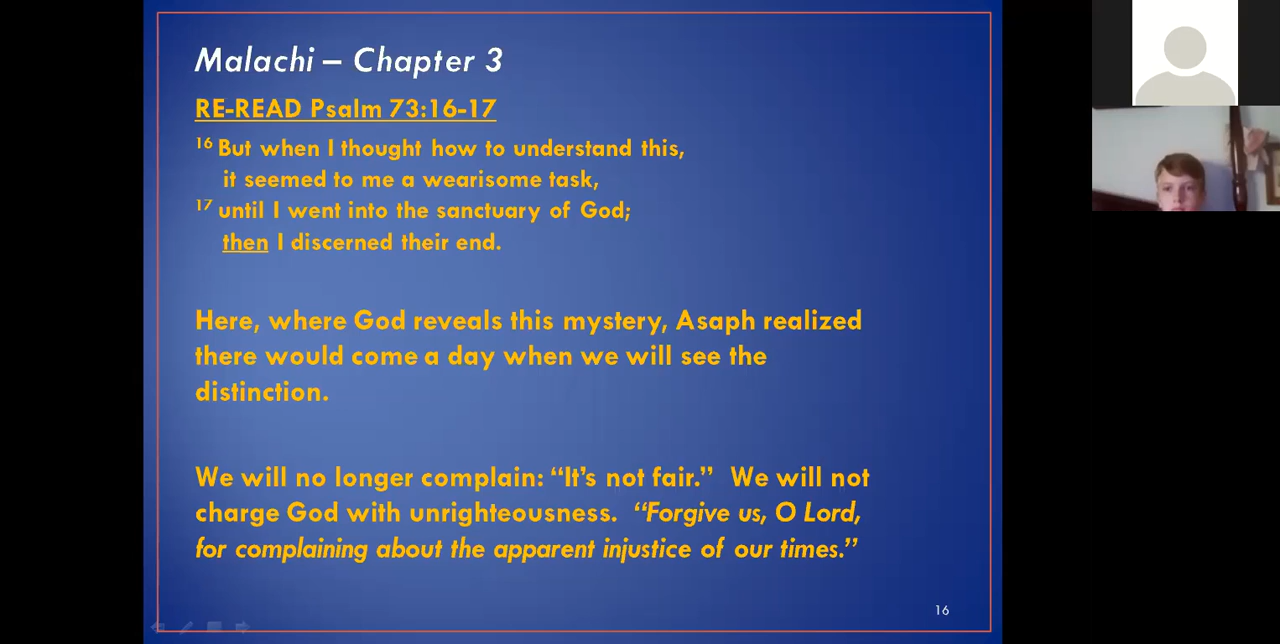 Malachi – Chapter 3
RE-READ Psalm 73:16-17
16 But when I thought how to understand this,
it seemed to me a wearisome task,
17 until I went into the sanctuary of God;
then I discerned their end.
Here, where God reveals this mystery, Asaph realized
there would come a day when we will see the
distinction.
We will no longer complain: “It’s not fair.”  We will not
charge God with unrighteousness.  “Forgive us, O Lord,
for complaining about the apparent injustice of our times.”
16